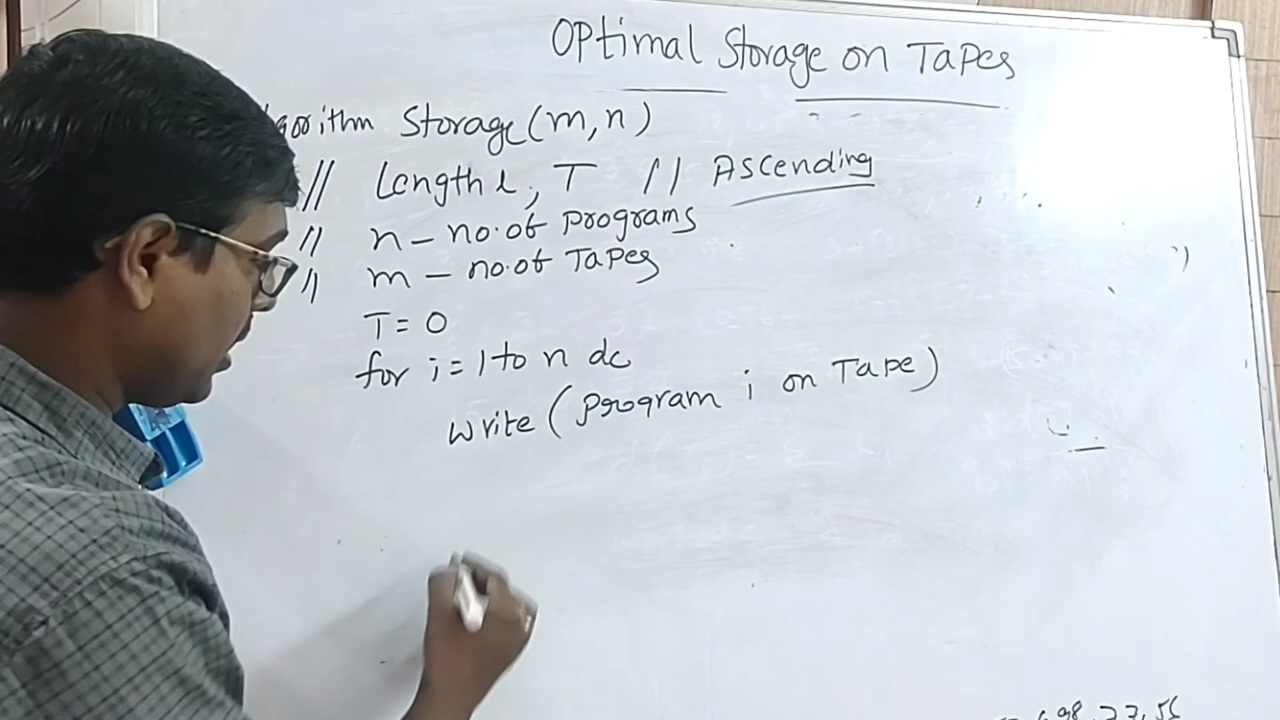 Optimal Storage on Tapes
gorithm Storage(m,n)
// Length l, T // Ascending
// n - no.of programs
// m - no.of Tapes
T = 0
for i = 1 to n do
write (program i on Tape)